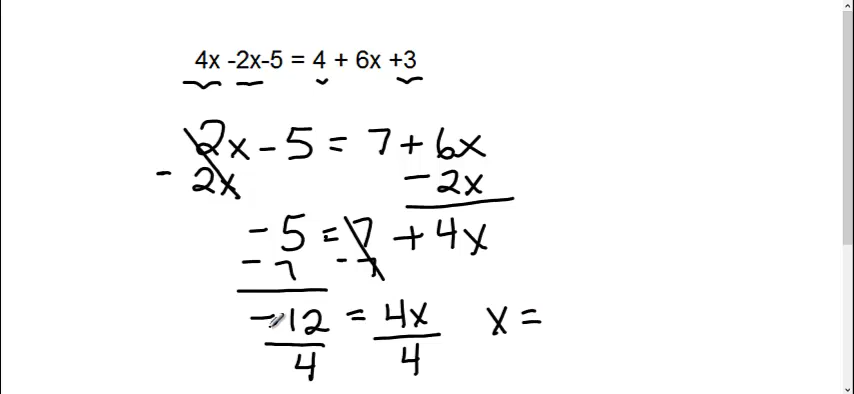 4x -2x-5 = 4 + 6x +3
2x - 5 = 7 + 6x
- 2x - 2x
- 5 = 7 + 4x
- 7 - 7
-12 = 4x x =
4 4